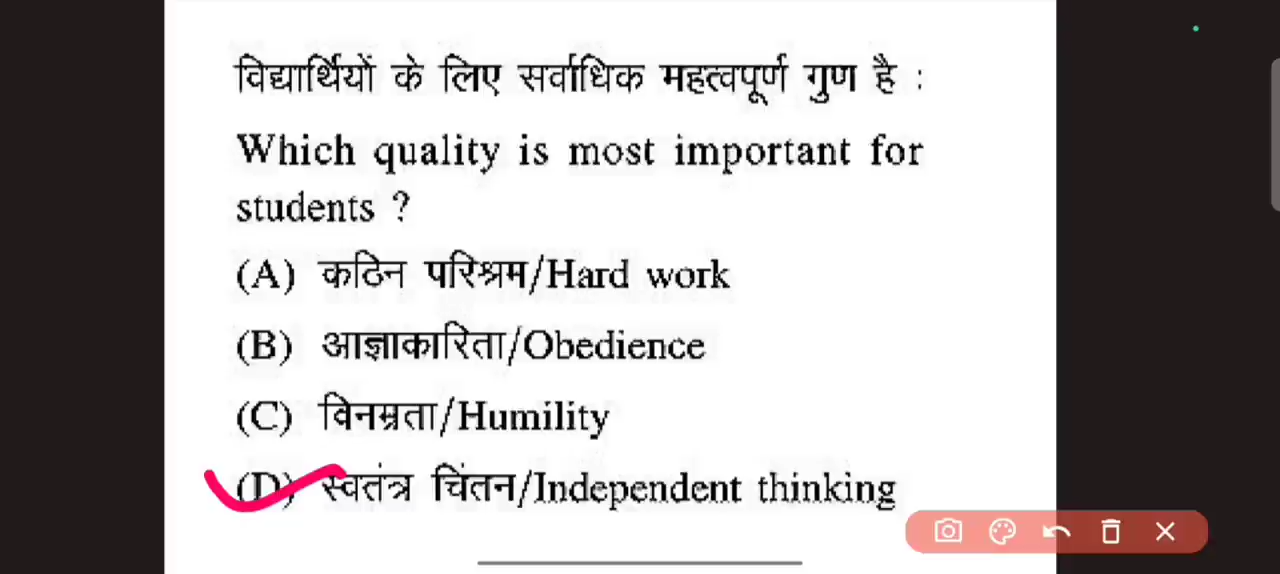 विद्यार्थियों के लिए सर्वाधिक महत्वपूर्ण गुण है :
Which quality is most important for
students ?
(A) कठिन परिश्रम/Hard work
(B) आज्ञाकारिता/Obedience
(C) विनम्रता/Humility
(D) स्वतंत्र चिंतन/Independent thinking